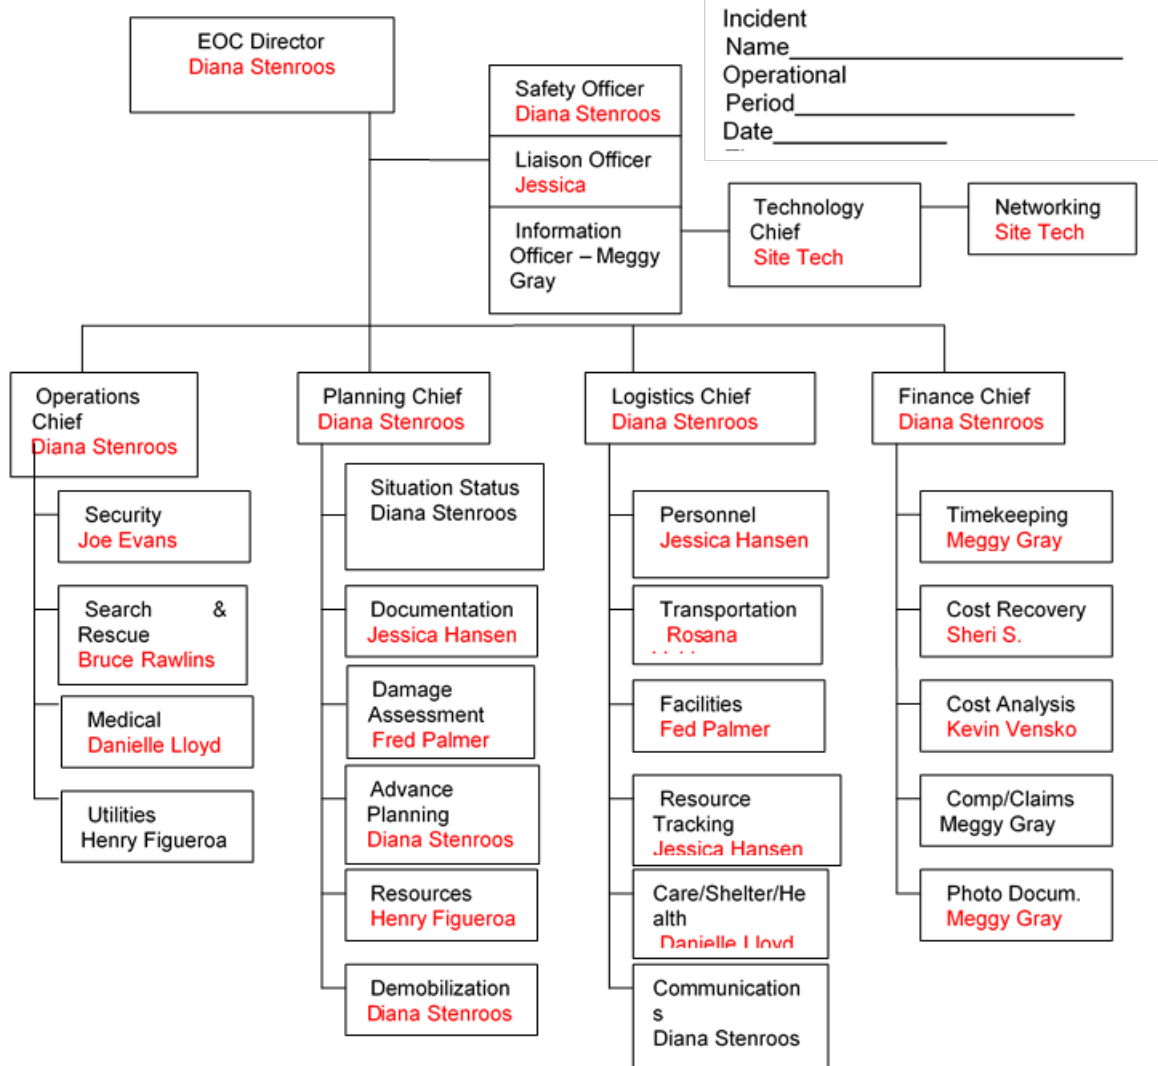 EOC Director
Diana Stenroos
Incident
Name
Operational
Period
Date
Safety Officer
Diana Stenroos
Liaison Officer
Jessica
Information
Officer – Meggy
Gray
Technology
Chief
Site Tech
Networking
Site Tech
Operations
Chief
Diana Stenroos
Planning Chief
Diana Stenroos
Logistics Chief
Diana Stenroos
Finance Chief
Diana Stenroos
Security
Joe Evans
Search &
Rescue
Bruce Rawlins
Medical
Danielle Lloyd
Utilities
Henry Figueroa
Situation Status
Diana Stenroos
Documentation
Jessica Hansen
Damage
Assessment
Fred Palmer
Advance
Planning
Diana Stenroos
Resources
Henry Figueroa
Demobilization
Diana Stenroos
Personnel
Jessica Hansen
Transportation
Rosana
Facilities
Fed Palmer
Resource
Tracking
Jessica Hansen
Care/Shelter/He
alth
Danielle Lloyd
Communication
s
Diana Stenroos
Timekeeping
Meggy Gray
Cost Recovery
Sheri S.
Cost Analysis
Kevin Vensko
Comp/Claims
Meggy Gray
Photo Docum.
Meggy Gray